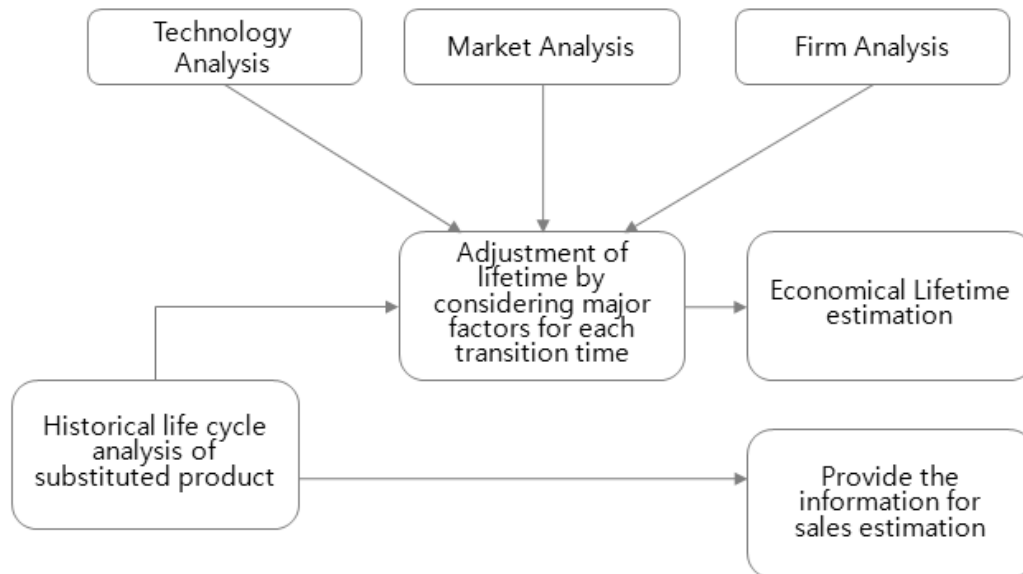 Technology
Analysis
Market Analysis
Firm Analysis
Adjustment of
lifetime by
considering major
factors for each
transition time
Economical Lifetime
estimation
Historical life cycle
analysis of
substituted product
Provide the
information for
sales estimation